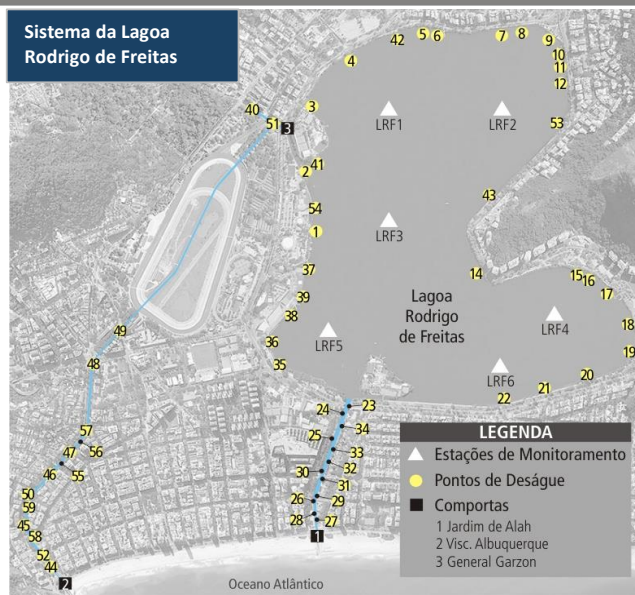 Sistema da Lagoa
Rodrigo de Freitas
42 5 6 7 8 9
4 10
11
12
40 3
51 3 LRF1 LRF2 53
41
2
43
54
1 LRF3
37 14 15 16
39 Lagoa 17
38 Rodrigo
49 de Freitas 18
LRF5 LRF4
36 19
48 35 20
LRF6 21
22
24 23
34
57 25
56 33
47 32
46 55 30
31
50 26 29
59 28 27
45
58 1
52
44
2
Oceano Atlântico
LEGENDA
Estações de Monitoramento
Pontos de Deságue
Comportas
1 Jardim de Alah
2 Visc. Albuquerque
3 General Garzon